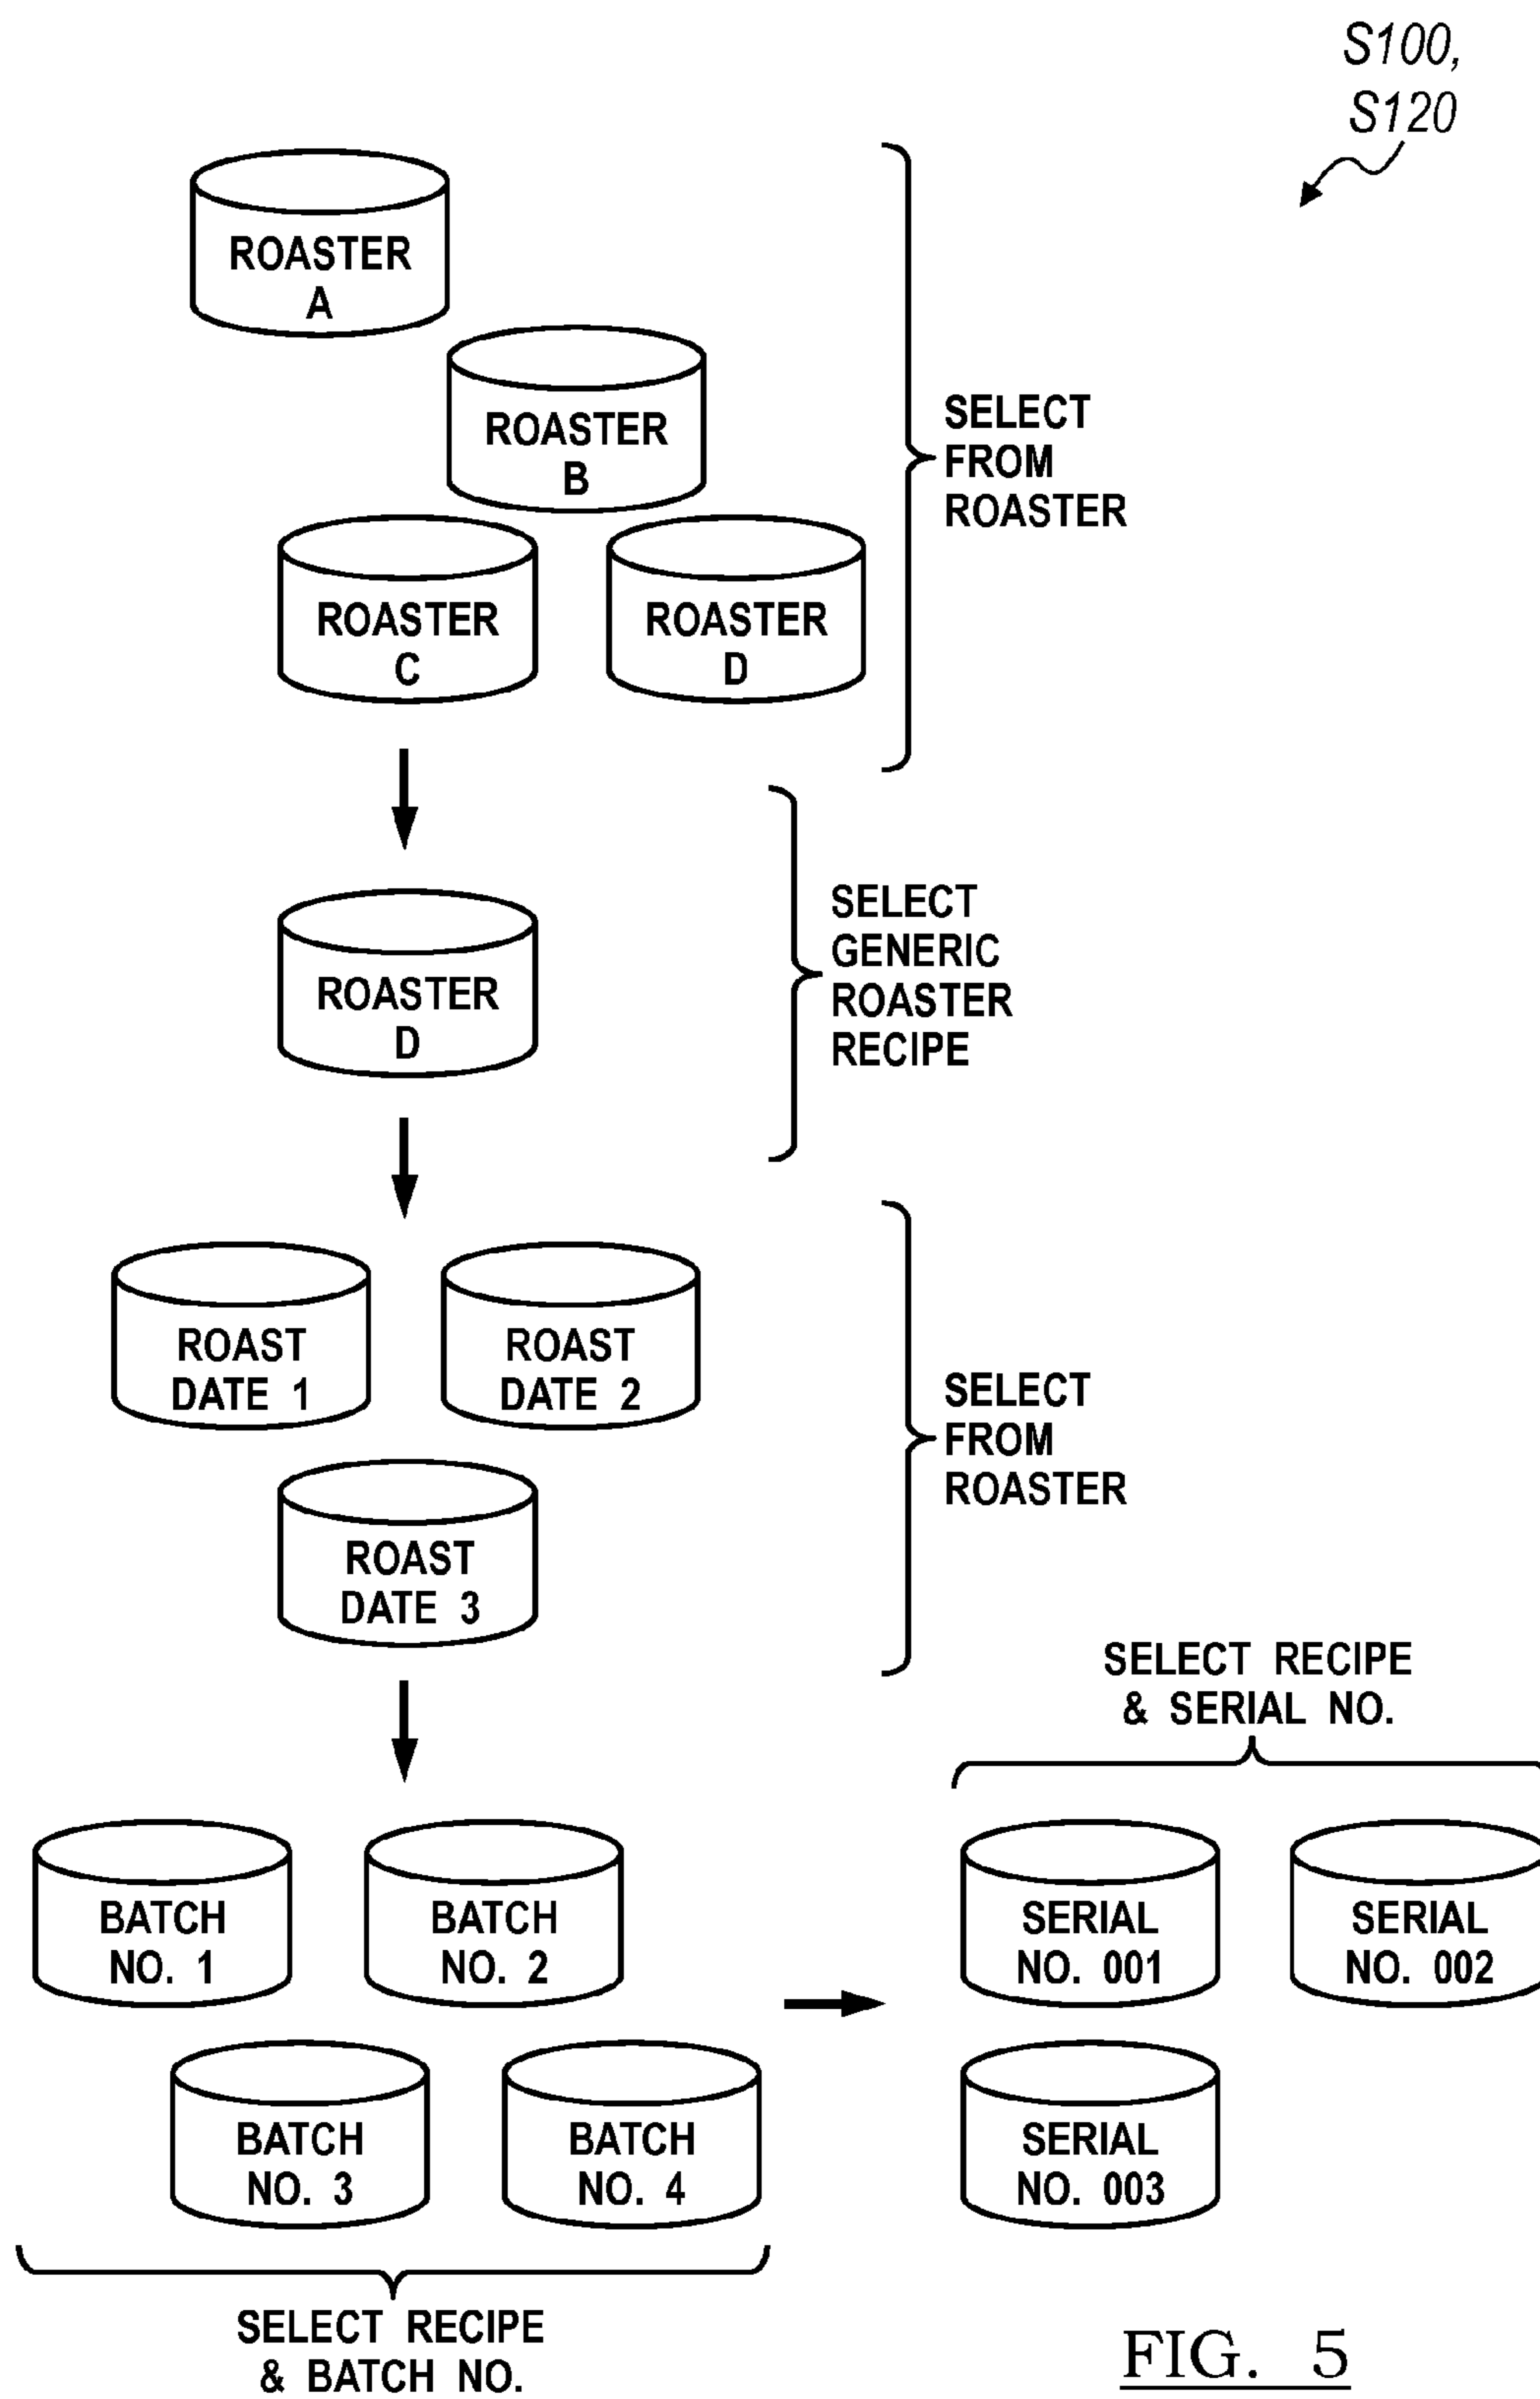 S100,
S120
ROASTER
A
ROASTER
B
SELECT
FROM
ROASTER
ROASTER
C
ROASTER
D
SELECT
GENERIC
ROASTER
RECIPE
ROASTER
D
ROAST
DATE 1
ROAST
DATE 2
SELECT
FROM
ROASTER
ROAST
DATE 3
SELECT RECIPE
& SERIAL NO.
BATCH
NO. 1
BATCH
NO. 2
SERIAL
NO. 001
SERIAL
NO. 002
BATCH
NO. 3
BATCH
NO. 4
SERIAL
NO. 003
SELECT RECIPE
& BATCH NO.
FIG. 5